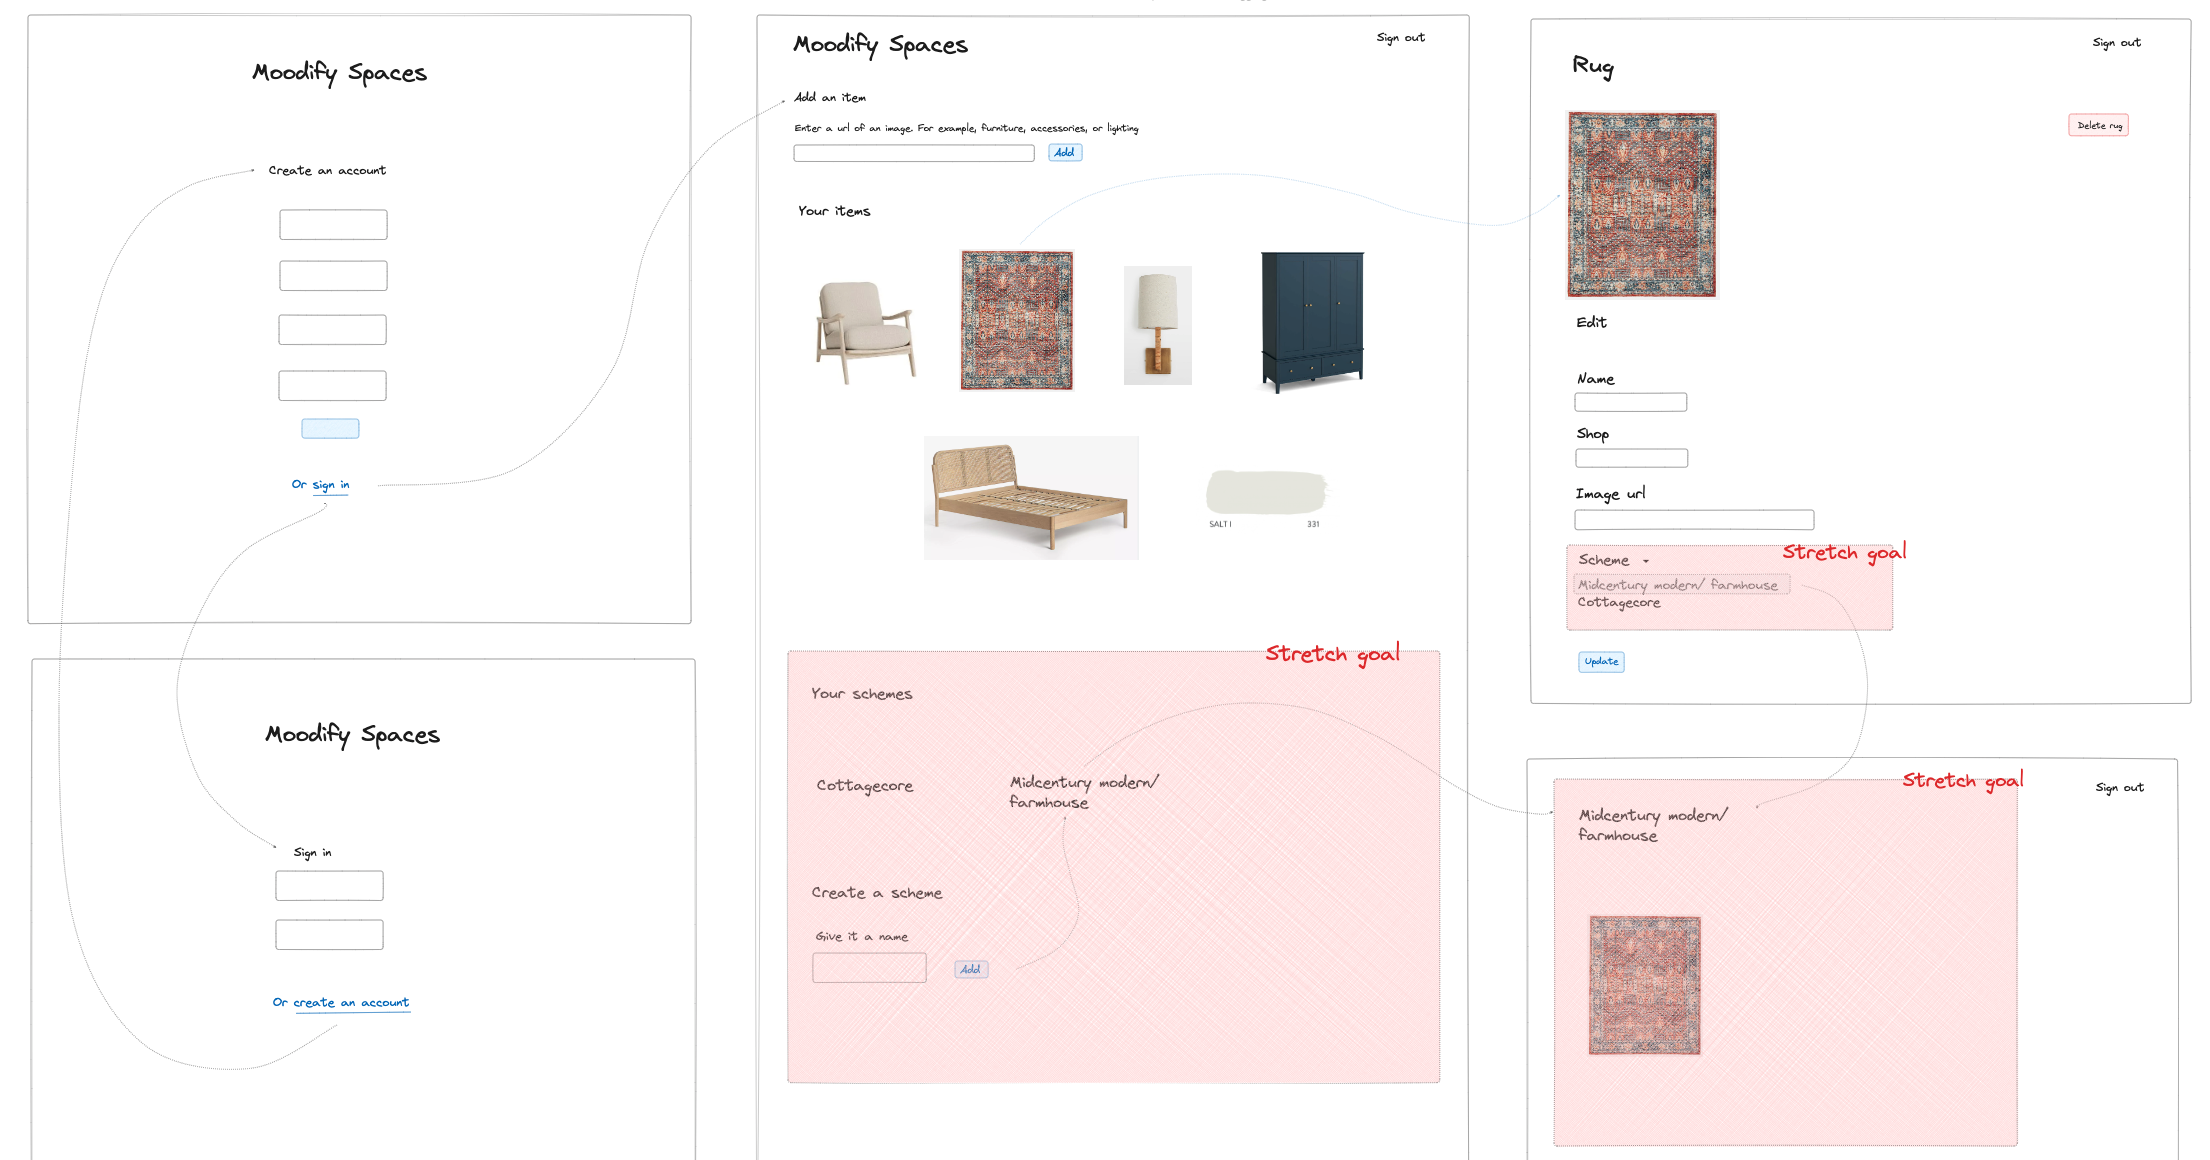 Moodify Spaces
Create an account
Or sign in
Moodify Spaces
Sign in
Or create an account
Moodify Spaces
Sign out
Add an item
Enter a url of an image. For example, furniture, accessories, or lighting
Add
Your items
SALT I 331
Stretch goal
Your schemes
Cottagecore
Midcentury modern/
farmhouse
Create a scheme
Give it a name
Add
Sign out
Rug
Delete rug
Edit
Name
Shop
Image url
Stretch goal
Scheme
Midcentury modern/ farmhouse
Cottagecore
Update
Stretch goal
Sign out
Midcentury modern/
farmhouse